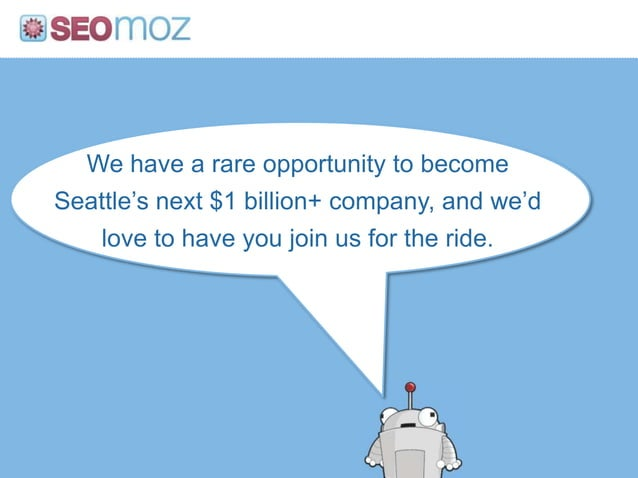 SEOmoz
We have a rare opportunity to become
Seattle’s next $1 billion+ company, and we’d
love to have you join us for the ride.